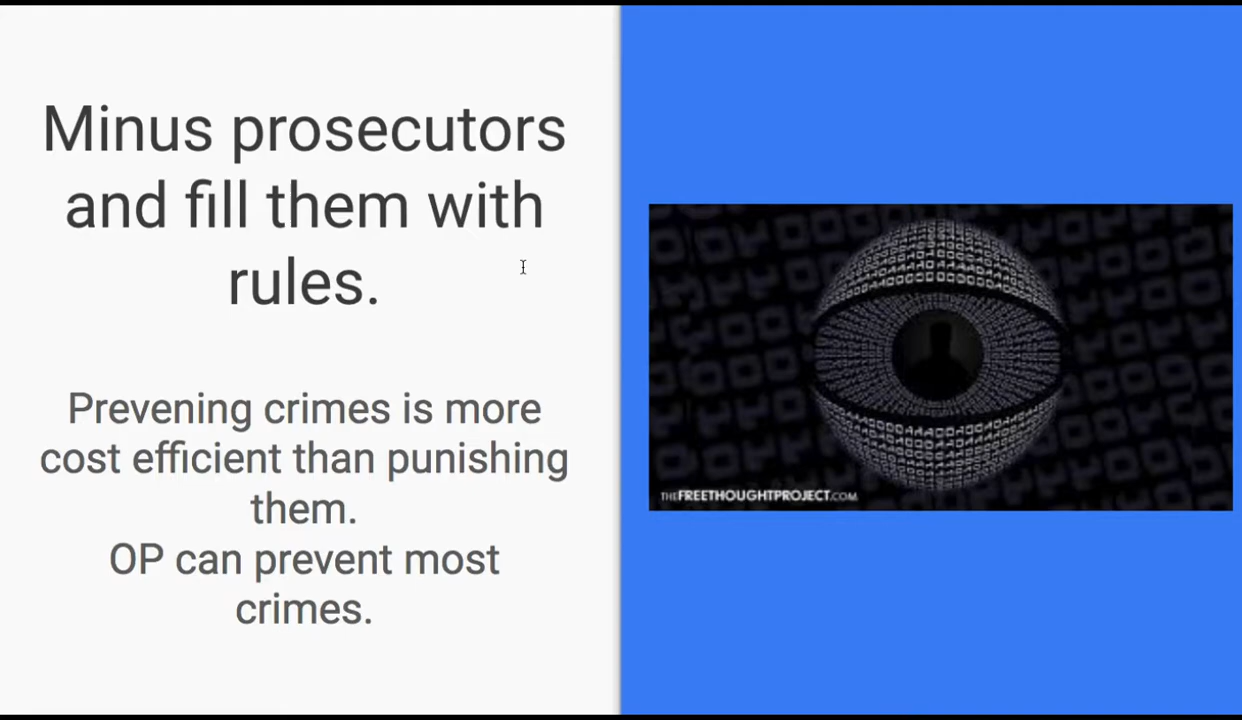 Minus prosecutors
and fill them with
rules.
Prevening crimes is more
cost efficient than punishing
them.
OP can prevent most
crimes.
THEFREETHOUGHTPROJECT.COM